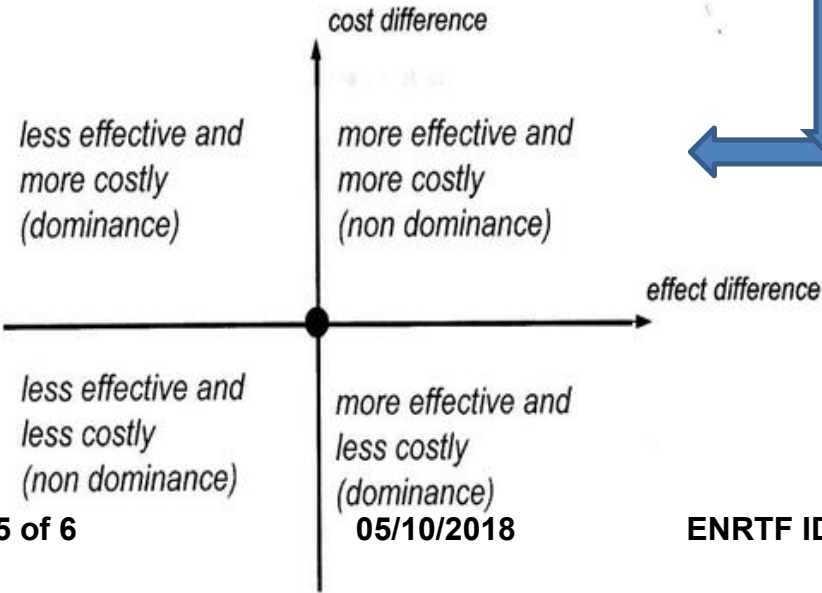 cost difference
less effective and
more costly
(dominance)
more effective and
more costly
(non dominance)
effect difference
less effective and
less costly
(non dominance)
more effective and
less costly
(dominance)
5 of 6
05/10/2018
ENRTF ID